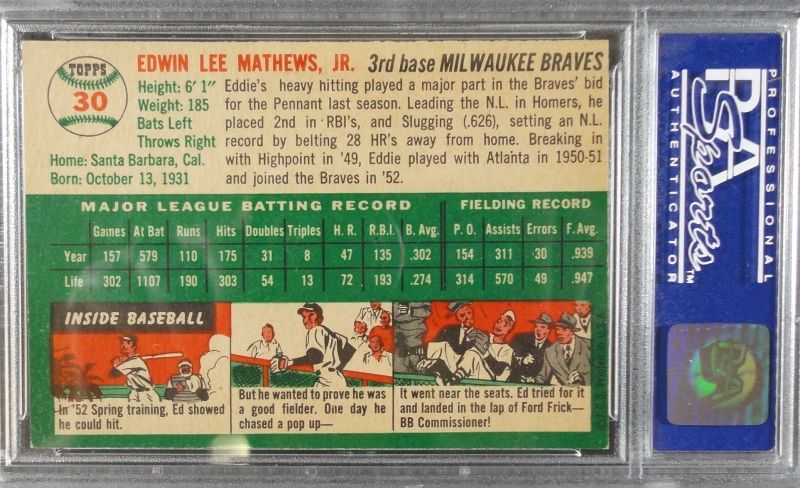 TOPPS
30
EDWIN LEE MATHEWS, JR. 3rd base MILWAUKEE BRAVES
Height: 6' 1"
Weight: 185
Bats Left
Throws Right
Home: Santa Barbara, Cal.
Born: October 13, 1931
Eddie's heavy hitting played a major part in the Braves' bid
for the Pennant last season. Leading the N.L. in Homers, he
placed 2nd in RBI's, and Slugging (.626), setting an N.L.
record by belting 28 HR's away from home. Breaking in
with Highpoint in '49, Eddie played with Atlanta in 1950-51
and joined the Braves in '52.
MAJOR LEAGUE BATTING RECORD FIELDING RECORD
Games At Bat Runs Hits Doubles Triples H. R. R.B.I. B. Avg. P. O. Assists Errors F. Avg.
Year 157 579 110 175 31 8 47 135 .302 154 311 30 .939
Life 302 1107 190 303 54 13 72 193 .274 314 570 49 .947
INSIDE BASEBALL
In '52 Spring training, Ed showed
he could hit.
But he wanted to prove he was
a good fielder. One day he
chased a pop up—
It went near the seats. Ed tried for it
and landed in the lap of Ford Frick—
BB Commissioner!
T.C.G. Printed in U.S.A.
PROFESSIONAL
PSA
Sports™
AUTHENTICATOR